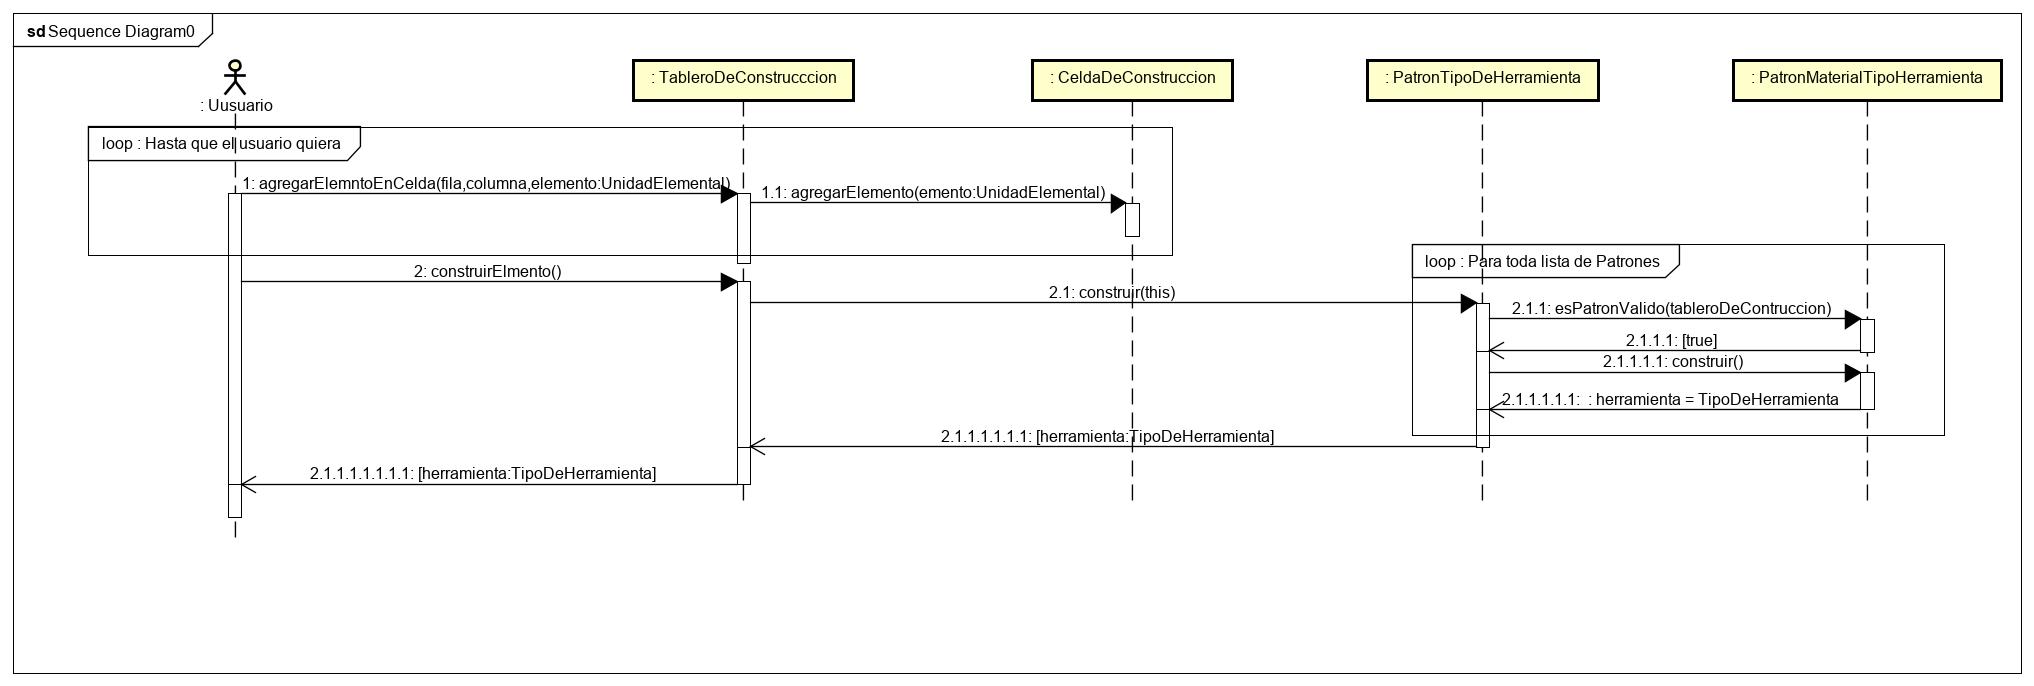 sd Sequence Diagram0
: Uusuario
: TableroDeConstrucccion
: CeldaDeConstruccion
: PatronTipoDeHerramienta
: PatronMaterialTipoHerramienta
loop : Hasta que el usuario quiera
1: agregarElemntoEnCelda(fila,columna,elemento:UnidadElemental)
1.1: agregarElemento(emento:UnidadElemental)
2: construirElmento()
loop : Para toda lista de Patrones
2.1: construir(this)
2.1.1: esPatronValido(tableroDeContruccion)
2.1.1.1: [true]
2.1.1.1.1: construir()
2.1.1.1.1.1: : herramienta = TipoDeHerramienta
2.1.1.1.1.1.1: [herramienta:TipoDeHerramienta]
2.1.1.1.1.1.1.1: [herramienta:TipoDeHerramienta]